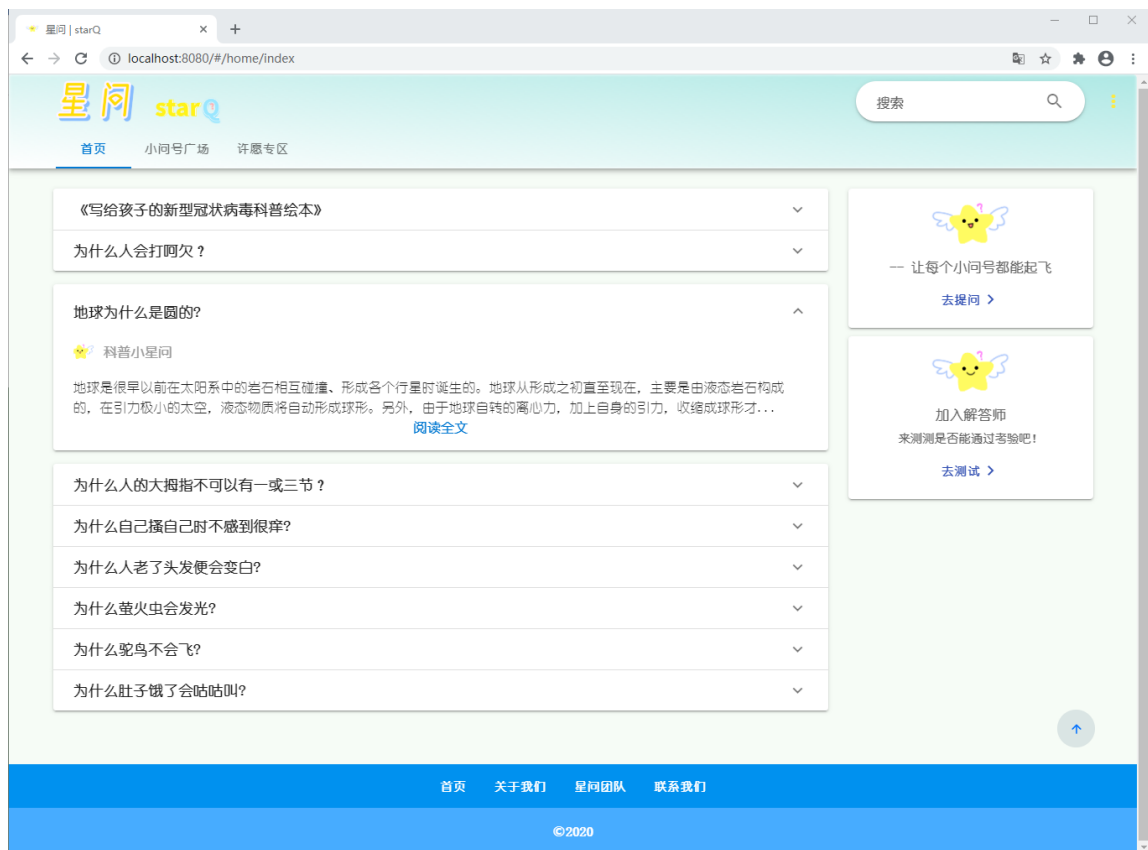 星问 | starQ
localhost:8080/#/home/index
星问 starQ
搜索
首页 小问号广场 许愿专区
《写给孩子的新型冠状病毒科普绘本》
为什么人会打呵欠？
地球为什么是圆的?
科普小星问
地球是很早以前在太阳系中的岩石相互碰撞、形成各个行星时诞生的。地球从形成之初直至现在，主要是由液态岩石构成
的，在引力极小的太空，液态物质将自动形成球形。另外，由于地球自转的离心力，加上自身的引力，收缩成球形才...
阅读全文
为什么人的大拇指不可以有一或三节？
为什么自己搔自己时不感到很痒?
为什么人老了头发便会变白?
为什么萤火虫会发光?
为什么鸵鸟不会飞?
为什么肚子饿了会咕咕叫?
-- 让每个小问号都能起飞
去提问
加入解答师
来测测是否能通过考验吧!
去测试
首页 关于我们 星问团队 联系我们
©2020